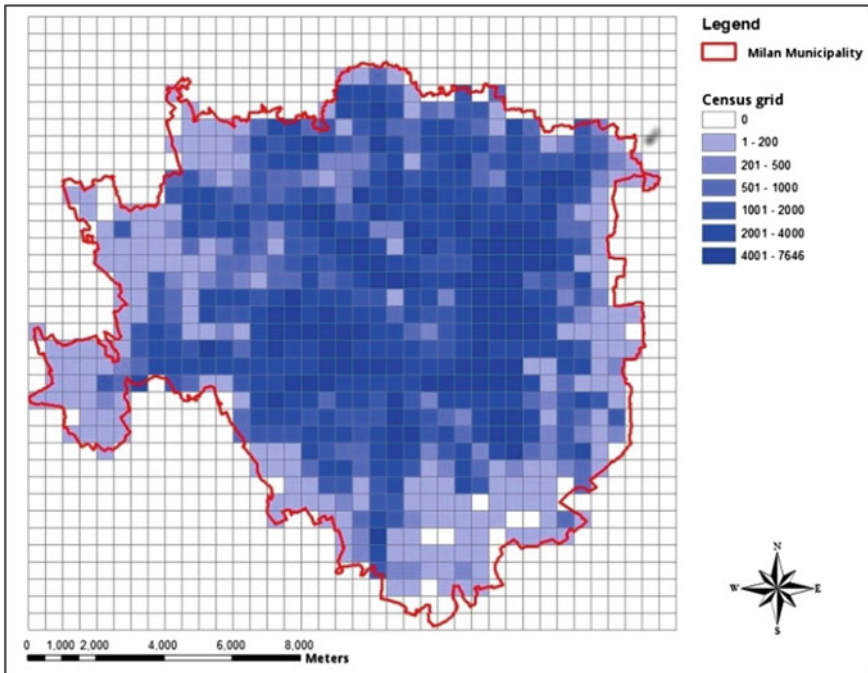 Legend
Milan Municipality
Census grid
0
1 - 200
201 - 500
501 - 1000
1001 - 2000
2001 - 4000
4001 - 7646
N
W E
S
0 1,000 2,000 4,000 6,000 8,000
Meters